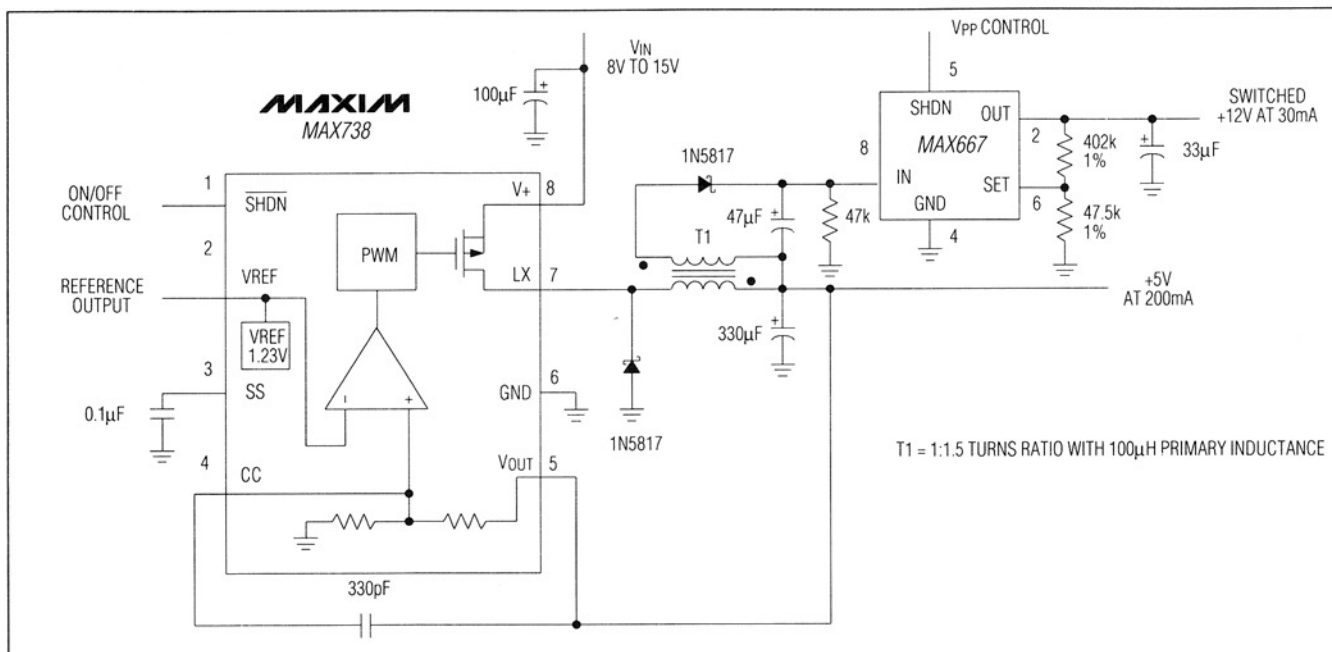 VPP CONTROL
VIN
8V TO 15V
100µF
+
MAXIM
MAX738
5
SHDN
OUT
MAX667
IN
GND
SET
8
2
6
4
SWITCHED
+12V AT 30mA
402k
1%
33µF
+
47.5k
1%
1N5817
47µF
+
47k
T1
+5V
AT 200mA
330µF
+
1N5817
ON/OFF
CONTROL
1
SHDN
V+
8
2
PWM
LX
7
REFERENCE
OUTPUT
VREF
VREF
1.23V
3
SS
0.1µF
– +
GND
6
4
CC
VOUT
5
330pF
T1 = 1:1.5 TURNS RATIO WITH 100µH PRIMARY INDUCTANCE